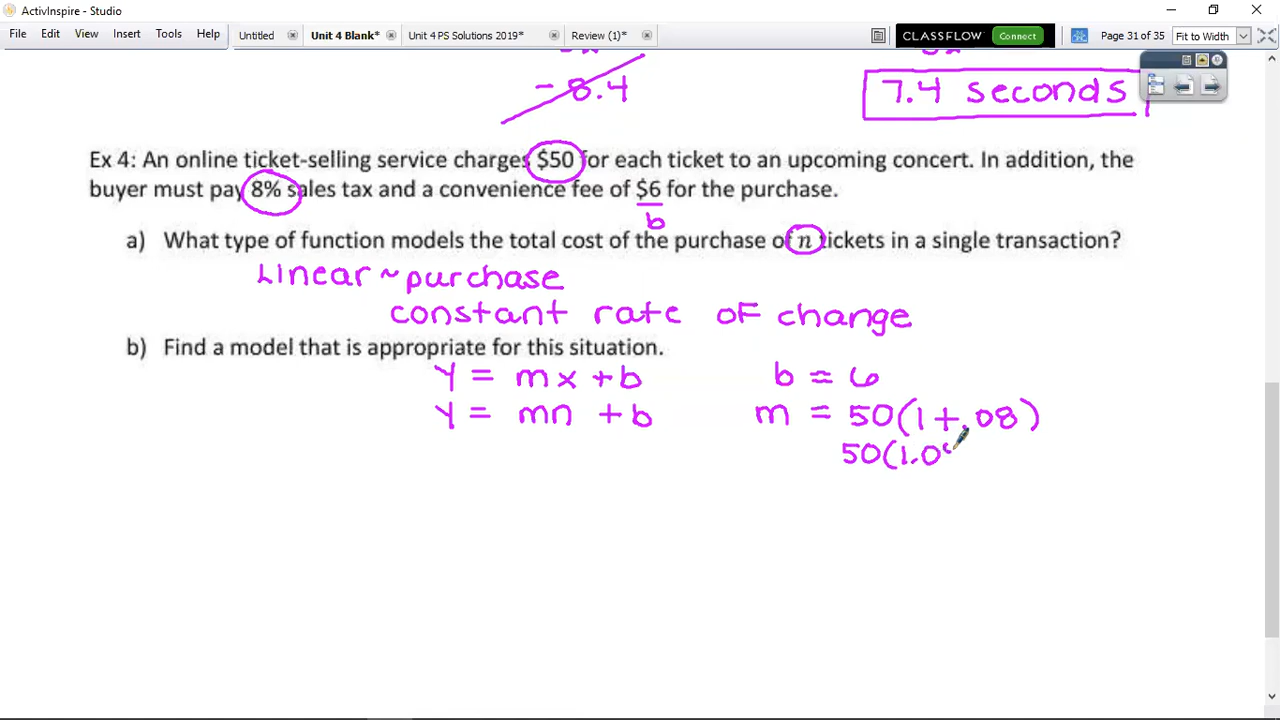 ActivInspire - Studio
File Edit View Insert Tools Help Untitled Unit 4 Blank* Unit 4 PS Solutions 2019* Review (1)* CLASSFLOW Connect Page 31 of 35 Fit to Width
- 8.4
7.4 seconds
Ex 4: An online ticket-selling service charges $50 for each ticket to an upcoming concert. In addition, the
buyer must pay 8% sales tax and a convenience fee of $6 for the purchase.
b
a) What type of function models the total cost of the purchase of n tickets in a single transaction?
Linear ~ purchase
constant rate of change
b) Find a model that is appropriate for this situation.
y = mx + b b = 6
y = mn + b m = 50(1 + .08)
50(1.0